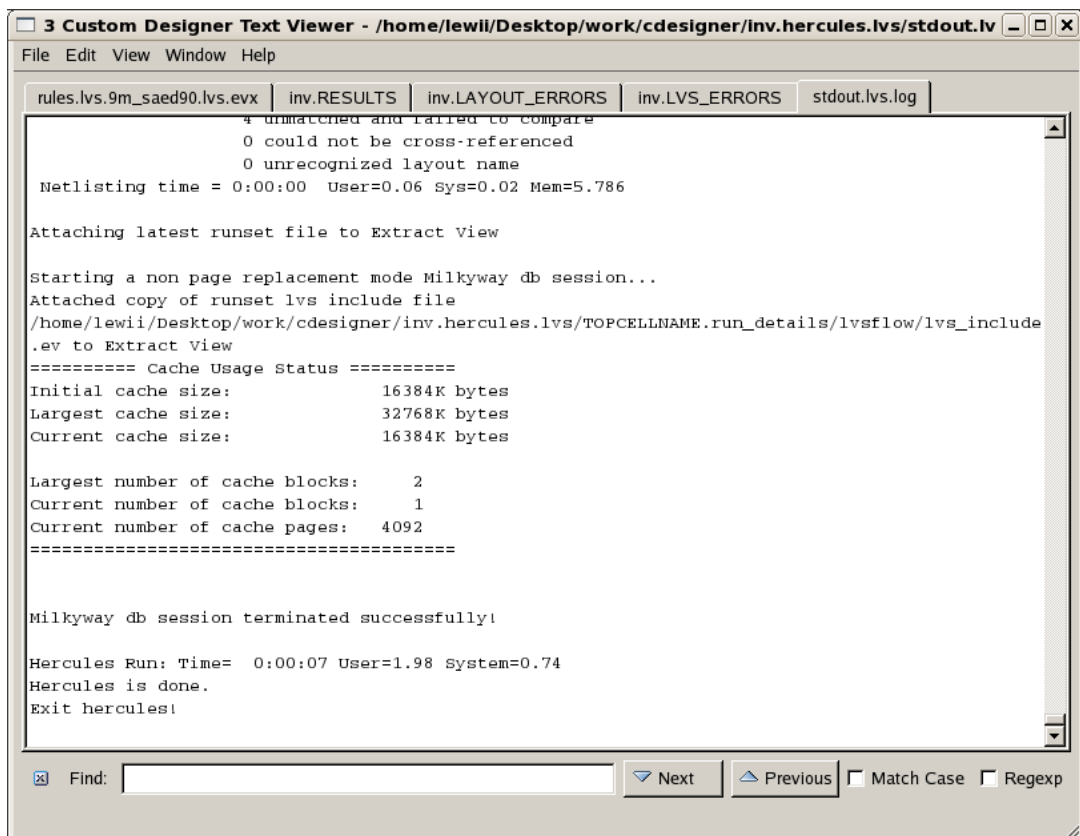 3 Custom Designer Text Viewer - /home/lewii/Desktop/work/cdesigner/inv.hercules.lvs/stdout.lv
File Edit View Window Help
rules.lvs.9m_saed90.lvs.evx inv.RESULTS inv.LAYOUT_ERRORS inv.LVS_ERRORS stdout.lvs.log
4 unmatched and failed to compare
0 could not be cross-referenced
0 unrecognized layout name
Netlisting time = 0:00:00 User=0.06 Sys=0.02 Mem=5.786
Attaching latest runset file to Extract View
Starting a non page replacement mode Milkyway db session...
Attached copy of runset lvs include file
/home/lewii/Desktop/work/cdesigner/inv.hercules.lvs/TOPCELLNAME.run_details/lvsflow/lvs_include
.ev to Extract View
========== Cache Usage Status ==========
Initial cache size: 16384K bytes
Largest cache size: 32768K bytes
Current cache size: 16384K bytes
Largest number of cache blocks: 2
Current number of cache blocks: 1
Current number of cache pages: 4092
========================================
Milkyway db session terminated successfully!
Hercules Run: Time= 0:00:07 User=1.98 System=0.74
Hercules is done.
Exit hercules!
Find: Next Previous Match Case Regexp